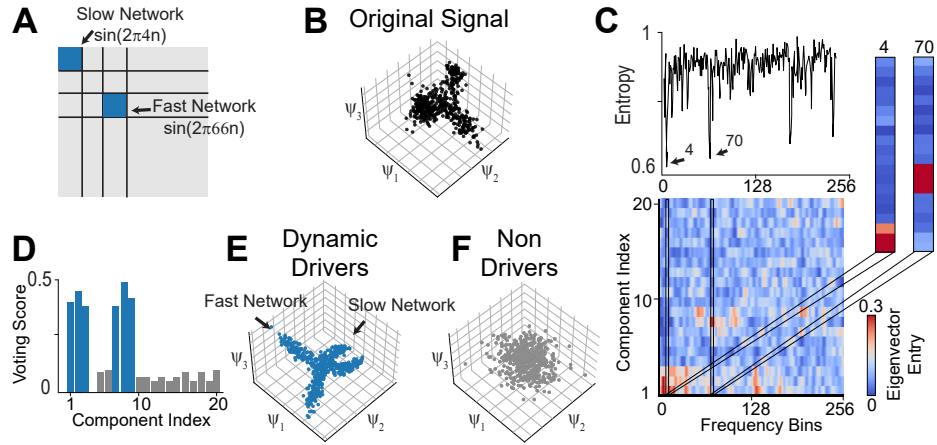 A
Slow Network
sin(2π4n)
Fast Network
sin(2π66n)
B
Original Signal
Ψ3
Ψ1
Ψ2
C
1
Entropy
0.6
4
70
0
128
256
4
70
20
Component Index
10
1
0
128
256
Frequency Bins
0.3
0
Eigenvector
Entry
D
0.5
Voting Score
0
1
10
20
Component Index
E
Dynamic
Drivers
Fast Network
Slow Network
Ψ3
Ψ1
Ψ2
F
Non
Drivers
Ψ3
Ψ1
Ψ2